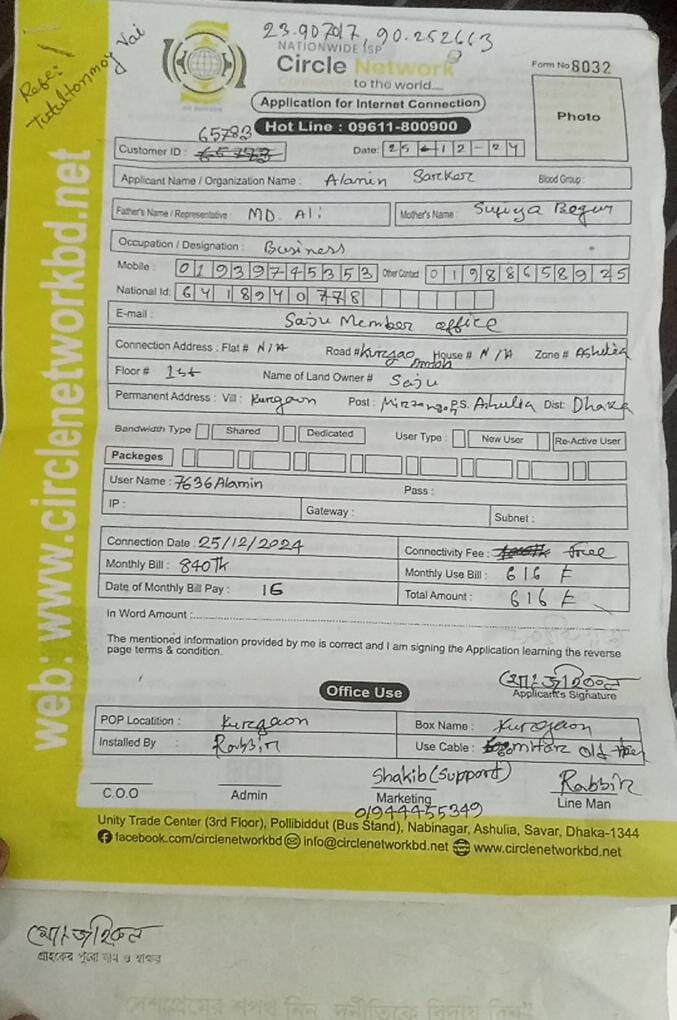 23.907017, 90.252663
Refe:
NATIONWIDE ISP
Circle Network
to the world....
Form No 8032
Application for Internet Connection
Photo
Hot Line : 09611-800900
65783
Customer ID :
Date: 25-12-24
Applicant Name / Organization Name : Alamin Sarkar Blood Group :
Father's Name / Representative : MD. Ali Mother's Name : Sufiya Begum
Occupation / Designation : Business
Mobile : 01939745353 Other Contact 01988658925
National Id: 6418940778
E-mail :
Saju Member office
Connection Address : Flat # N/A Road # Kurgao House # N/A Zone # Ashulia
Floor # 1st Name of Land Owner # Saju
Permanent Address : Vill : Kurgaon Post : P.S. Ashulia Dist: Dhaka
Bandwidth Type Shared Dedicated User Type : New User Re-Active User
Packeges
User Name : 7636Alamin Pass :
IP : Gateway : Subnet :
Connection Date : 25/12/2024 Connectivity Fee : free
Monthly Bill : 840Tk Monthly Use Bill : 616 ৳
Date of Monthly Bill Pay : 16 Total Amount : 616 ৳
In Word Amount :
The mentioned information provided by me is correct and I am signing the Application learning the reverse
page terms & condition.
Applicant's Signature
Office Use
POP Locatition : Kurgaon Box Name : Kurgaon
Installed By : Rabbir Use Cable : old
Shakib (Support) Rabbir
C.O.O Admin Marketing Line Man
01944455349
Unity Trade Center (3rd Floor), Pollibiddut (Bus Stand), Nabinagar, Ashulia, Savar, Dhaka-1344
facebook.com/circlenetworkbd info@circlenetworkbd.net www.circlenetworkbd.net
web: www.circlenetworkbd.net
গ্রাহকের পুরো নাম ও স্বাক্ষর
"দেশপ্রেমের শপথ নিন, দুর্নীতিকে বিদায় দিন"